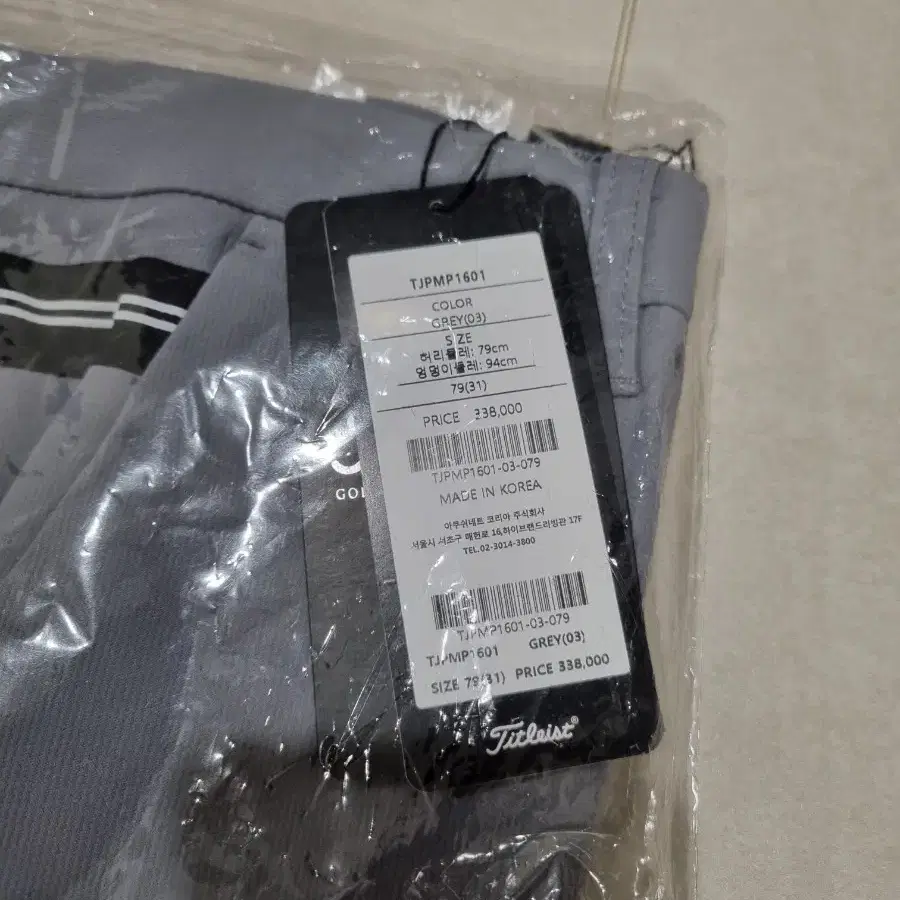 TJPMP1601
COLOR
GREY(03)
SIZE
허리둘레: 79cm
엉덩이둘레: 94cm
79(31)
PRICE 338,000
TJPMP1601-03-079
MADE IN KOREA
아쿠쉬네트 코리아 주식회사
서울시 서초구 매헌로 16,하이브랜드리빙관 17F
TEL.02-3014-3800
TJPMP1601-03-079
TJPMP1601 GREY(03)
SIZE 79(31) PRICE 338,000
Titleist®